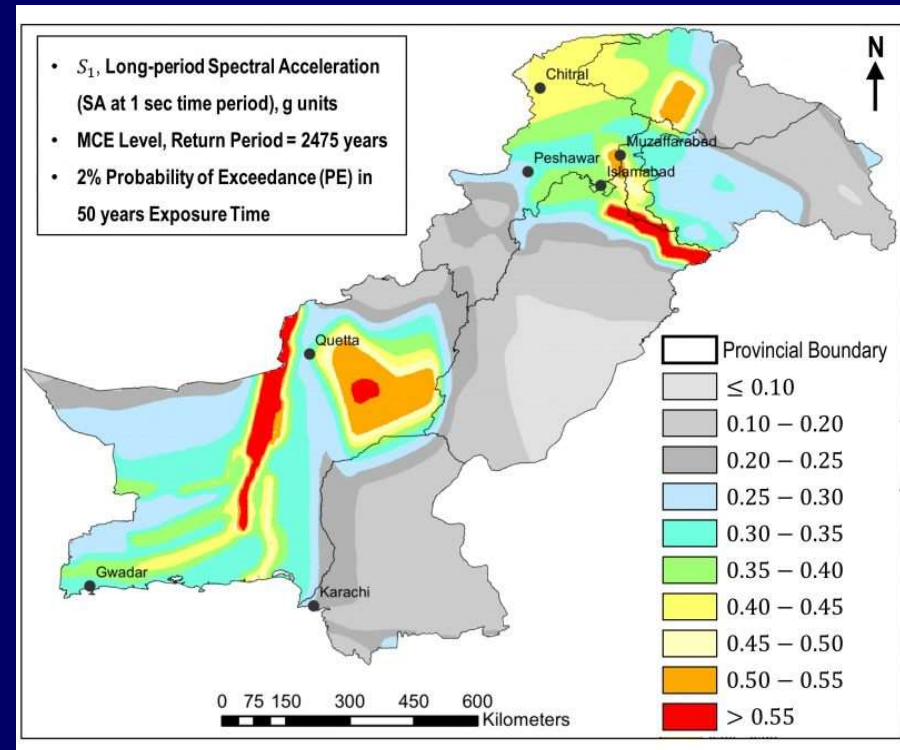 • S₁, Long-period Spectral Acceleration
(SA at 1 sec time period), g units
• MCE Level, Return Period = 2475 years
• 2% Probability of Exceedance (PE) in
50 years Exposure Time
N
Chitral
Muzaffarabad
Peshawar
Islamabad
Quetta
Gwadar
Karachi
Provincial Boundary
≤ 0.10
0.10 − 0.20
0.20 − 0.25
0.25 − 0.30
0.30 − 0.35
0.35 − 0.40
0.40 − 0.45
0.45 − 0.50
0.50 − 0.55
> 0.55
0 75 150 300 450 600
Kilometers